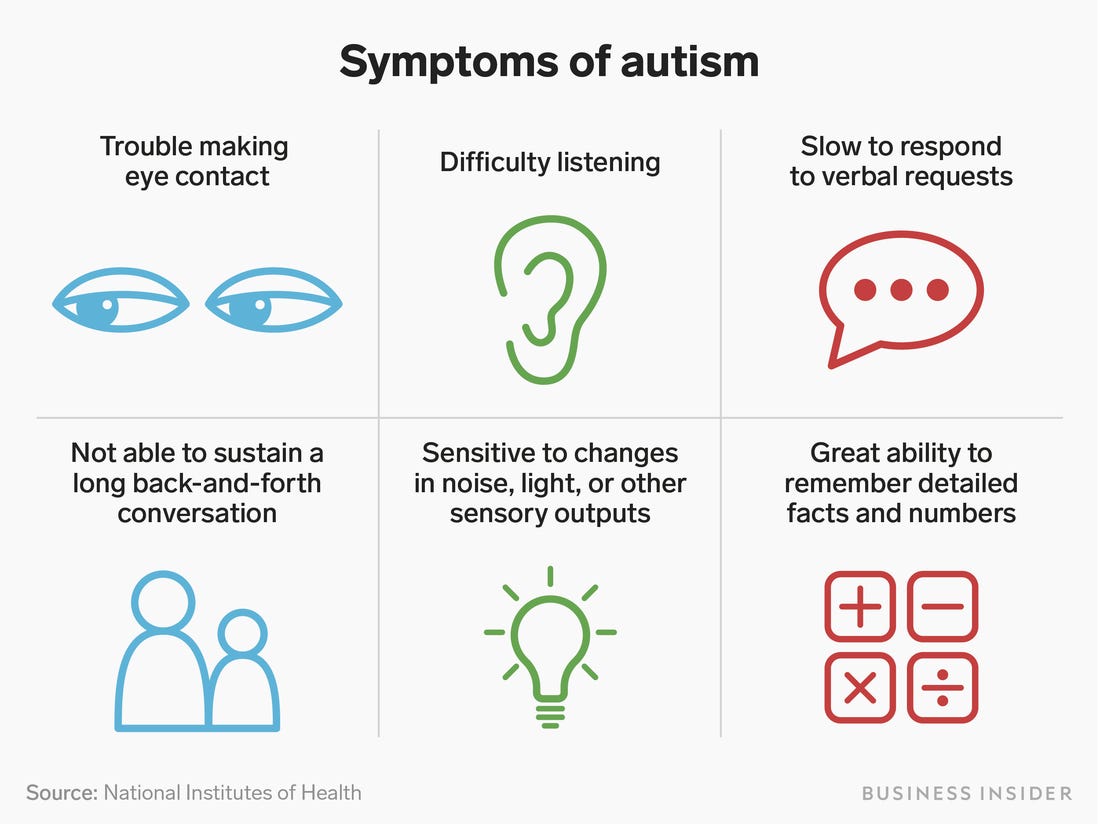 Symptoms of autism
Trouble making
eye contact
Difficulty listening
Slow to respond
to verbal requests
Not able to sustain a
long back-and-forth
conversation
Sensitive to changes
in noise, light, or other
sensory outputs
Great ability to
remember detailed
facts and numbers
Source: National Institutes of Health
BUSINESS INSIDER